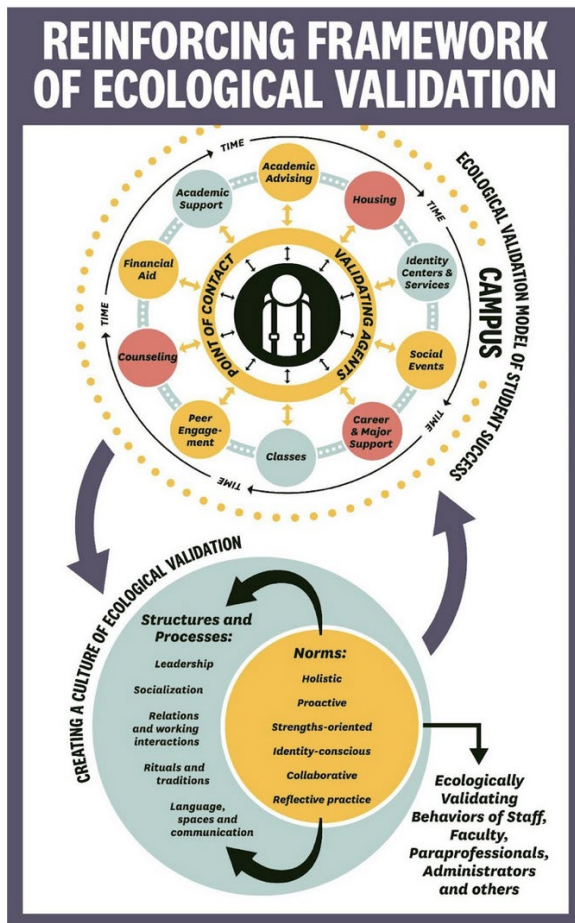 REINFORCING FRAMEWORK
OF ECOLOGICAL VALIDATION
ECOLOGICAL VALIDATION MODEL OF STUDENT SUCCESS
CAMPUS
TIME
TIME
TIME
TIME
TIME
Academic
Advising
Housing
Identity
Centers &
Services
Social
Events
Career
& Major
Support
Classes
Peer
Engage-
ment
Counseling
Financial
Aid
Academic
Support
POINT OF CONTACT
VALIDATING AGENTS
CREATING A CULTURE OF ECOLOGICAL VALIDATION
Structures and
Processes:
Leadership
Socialization
Relations
and working
interactions
Rituals and
traditions
Language,
spaces and
communication
Norms:
Holistic
Proactive
Strengths-oriented
Identity-conscious
Collaborative
Reflective practice
Ecologically
Validating
Behaviors of Staff,
Faculty,
Paraprofessionals,
Administrators
and others